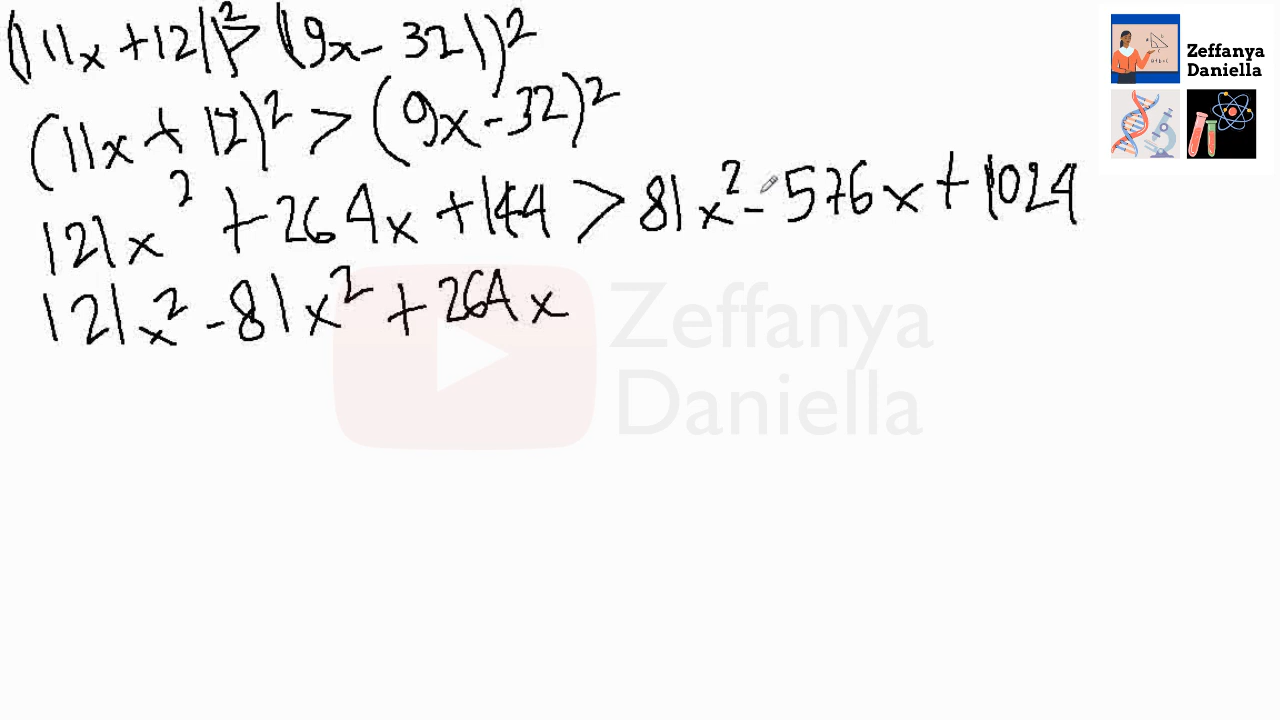 (|11x + 12|)² > (|9x - 32|)²
(11x + 12)² > (9x - 32)²
121x² + 264x + 144 > 81x² - 576x + 1024
121x² - 81x² + 264x
Zeffanya
Daniella
Zeffanya
Daniella